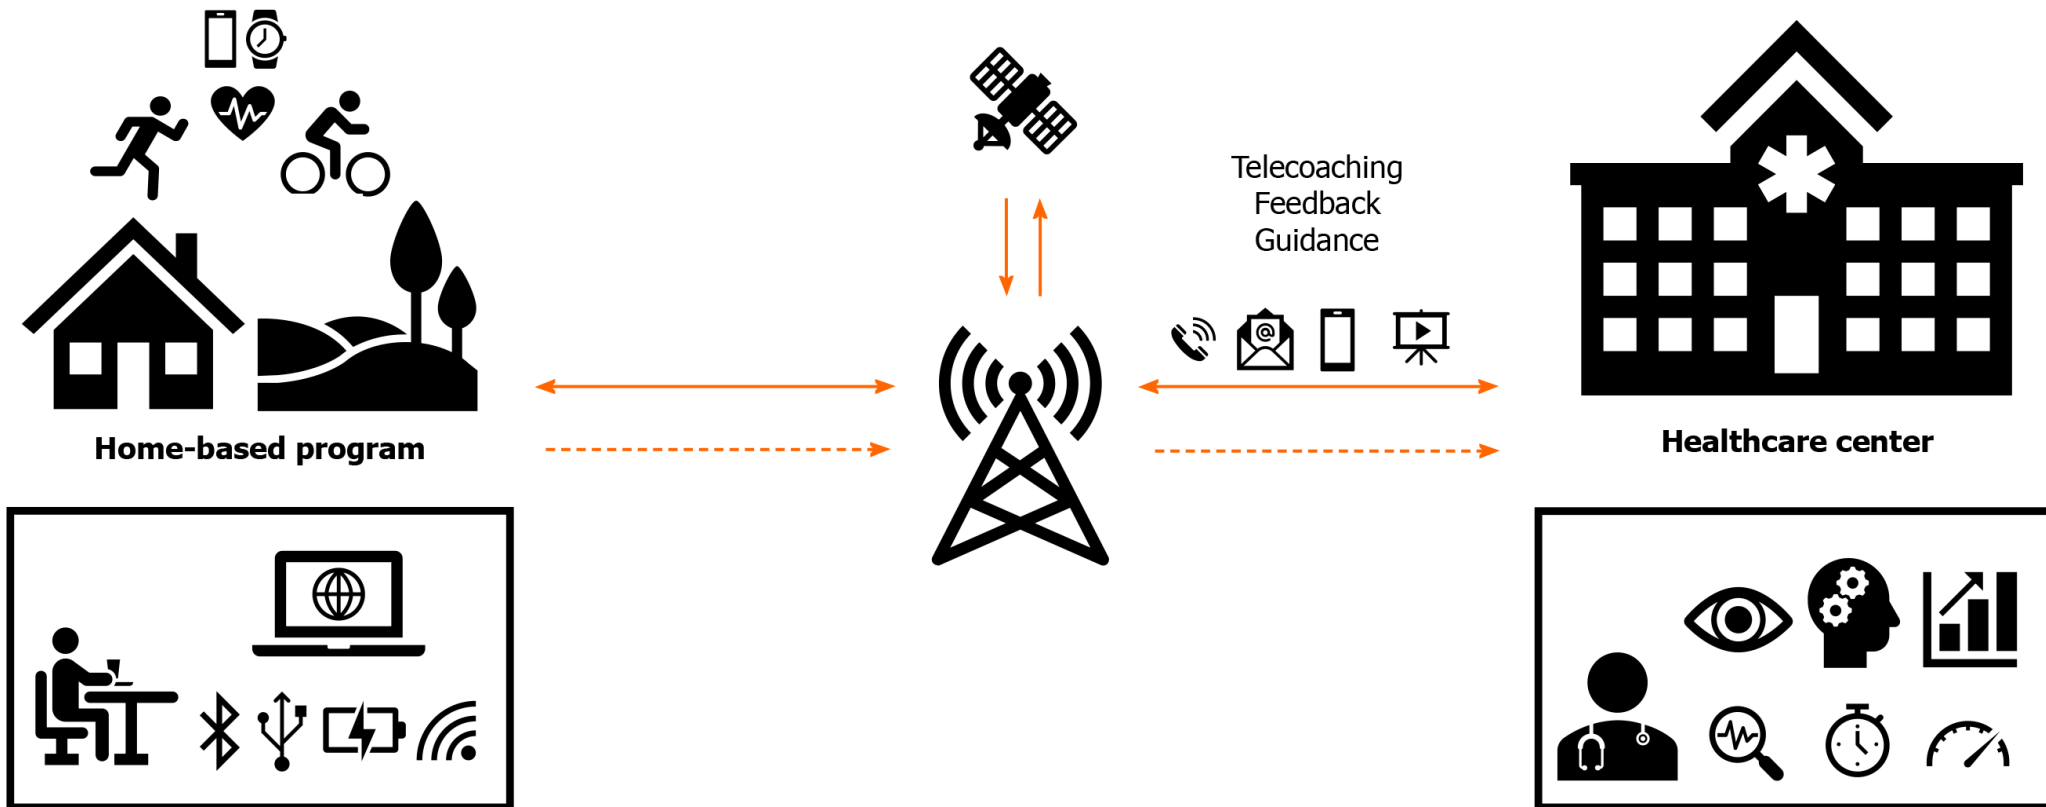 Telecoaching
Feedback
Guidance
@
Home-based program
Healthcare center